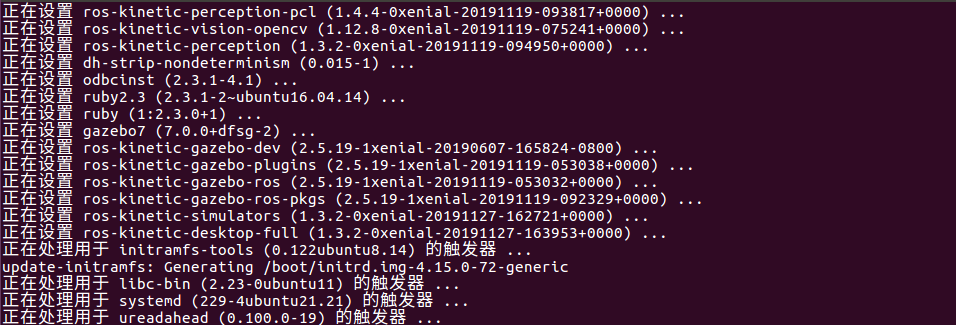 正在设置 ros-kinetic-perception-pcl (1.4.4-0xenial-20191119-093817+0000) ...
正在设置 ros-kinetic-vision-opencv (1.12.8-0xenial-20191119-075241+0000) ...
正在设置 ros-kinetic-perception (1.3.2-0xenial-20191119-094950+0000) ...
正在设置 dh-strip-nondeterminism (0.015-1) ...
正在设置 odbcinst (2.3.1-4.1) ...
正在设置 ruby2.3 (2.3.1-2~ubuntu16.04.14) ...
正在设置 ruby (1:2.3.0+1) ...
正在设置 gazebo7 (7.0.0+dfsg-2) ...
正在设置 ros-kinetic-gazebo-dev (2.5.19-1xenial-20190607-165824-0800) ...
正在设置 ros-kinetic-gazebo-plugins (2.5.19-1xenial-20191119-053038+0000) ...
正在设置 ros-kinetic-gazebo-ros (2.5.19-1xenial-20191119-053032+0000) ...
正在设置 ros-kinetic-gazebo-ros-pkgs (2.5.19-1xenial-20191119-092329+0000) ...
正在设置 ros-kinetic-simulators (1.3.2-0xenial-20191127-162721+0000) ...
正在设置 ros-kinetic-desktop-full (1.3.2-0xenial-20191127-163953+0000) ...
正在处理用于 initramfs-tools (0.122ubuntu8.14) 的触发器 ...
update-initramfs: Generating /boot/initrd.img-4.15.0-72-generic
正在处理用于 libc-bin (2.23-0ubuntu11) 的触发器 ...
正在处理用于 systemd (229-4ubuntu21.21) 的触发器 ...
正在处理用于 ureadahead (0.100.0-19) 的触发器 ...